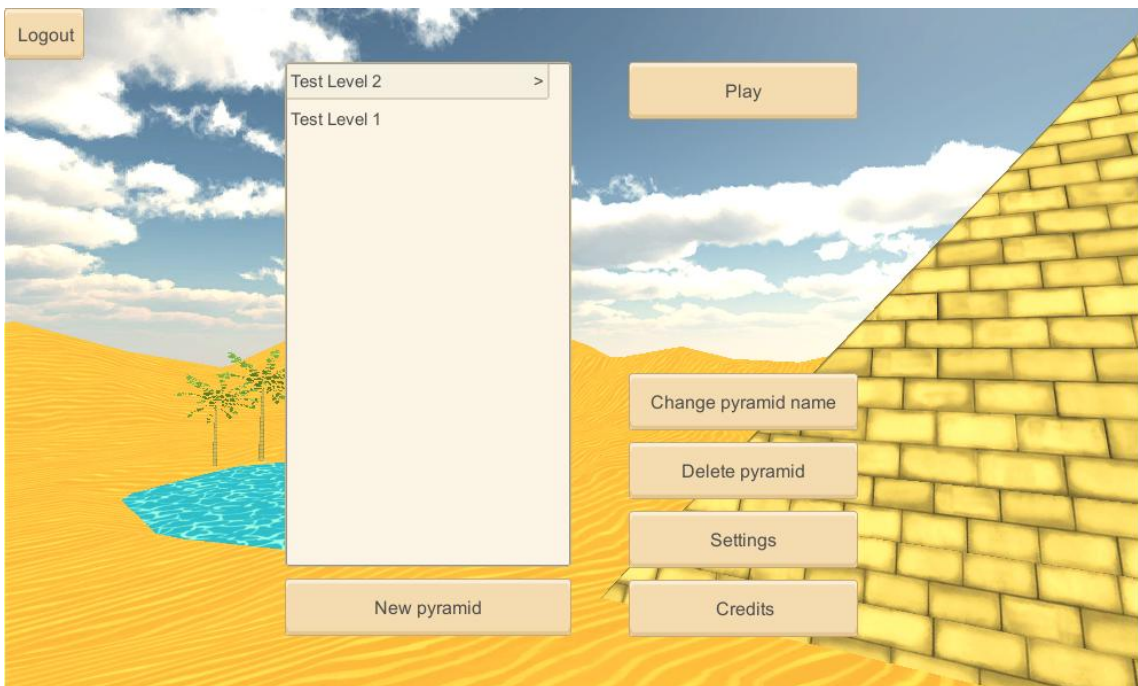 Logout
Test Level 2 >
Test Level 1
New pyramid
Play
Change pyramid name
Delete pyramid
Settings
Credits